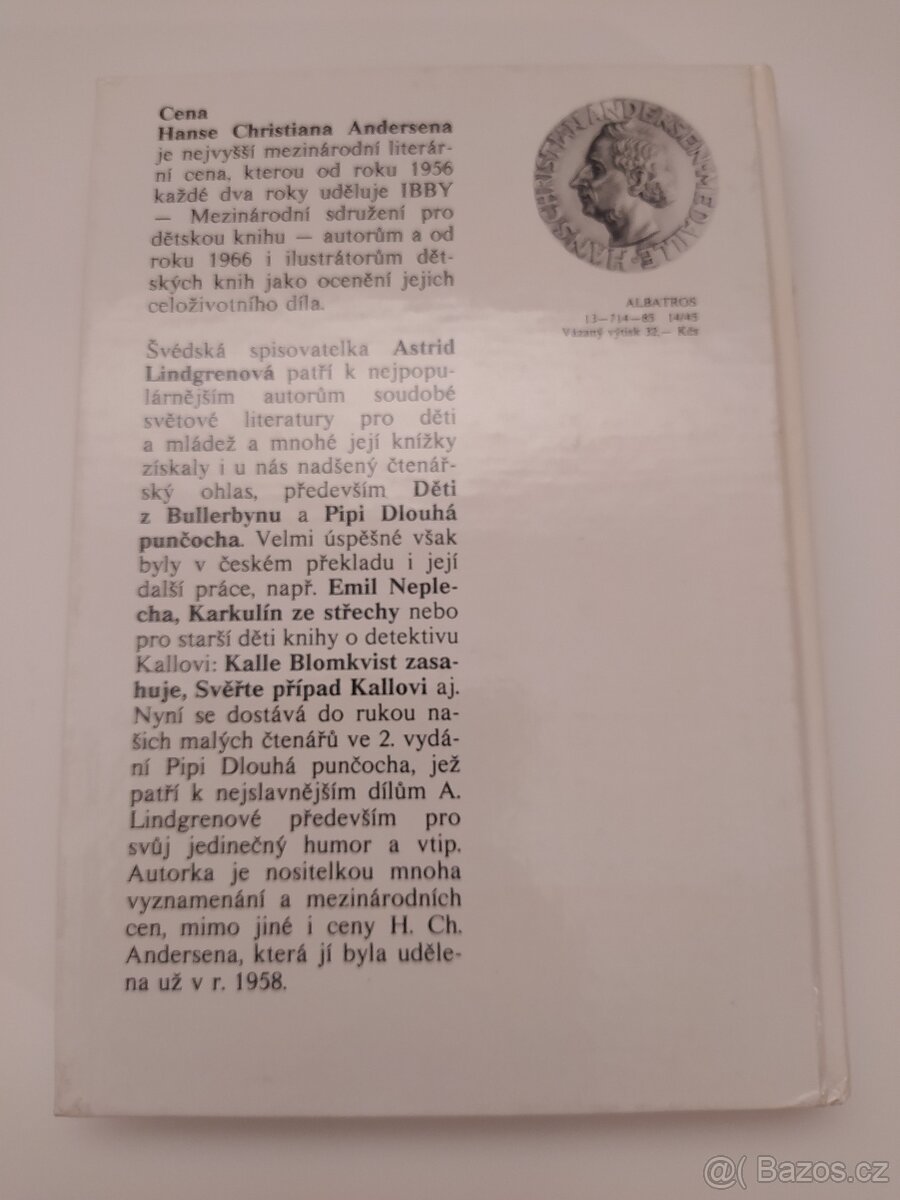 Cena
Hanse Christiana Andersena
je nejvyšší mezinárodní literár-
ní cena, kterou od roku 1956
každé dva roky uděluje IBBY
— Mezinárodní sdružení pro
dětskou knihu — autorům a od
roku 1966 i ilustrátorům dět-
ských knih jako ocenění jejich
celoživotního díla.
Švédská spisovatelka Astrid
Lindgrenová patří k nejpopu-
lárnějším autorům soudobé
světové literatury pro děti
a mládež a mnohé její knížky
získaly i u nás nadšený čtenář-
ský ohlas, především Děti
z Bullerbynu a Pipi Dlouhá
punčocha. Velmi úspěšné však
byly v českém překladu i její
další práce, např. Emil Neple-
cha, Karkulín ze střechy nebo
pro starší děti knihy o detektivu
Kallovi: Kalle Blomkvist zasa-
huje, Svěřte případ Kallovi aj.
Nyní se dostává do rukou na-
šich malých čtenářů ve 2. vydá-
ní Pipi Dlouhá punčocha, jež
patří k nejslavnějším dílům A.
Lindgrenové především pro
svůj jedinečný humor a vtip.
Autorka je nositelkou mnoha
vyznamenání a mezinárodních
cen, mimo jiné i ceny H. Ch.
Andersena, která jí byla uděle-
na už v r. 1958.
HANS CHRISTIAN ANDERSEN MEDAILLE
ALBATROS
13—714—85 14/45
Vázaný výtisk 32,— Kčs
@( Bazos.cz